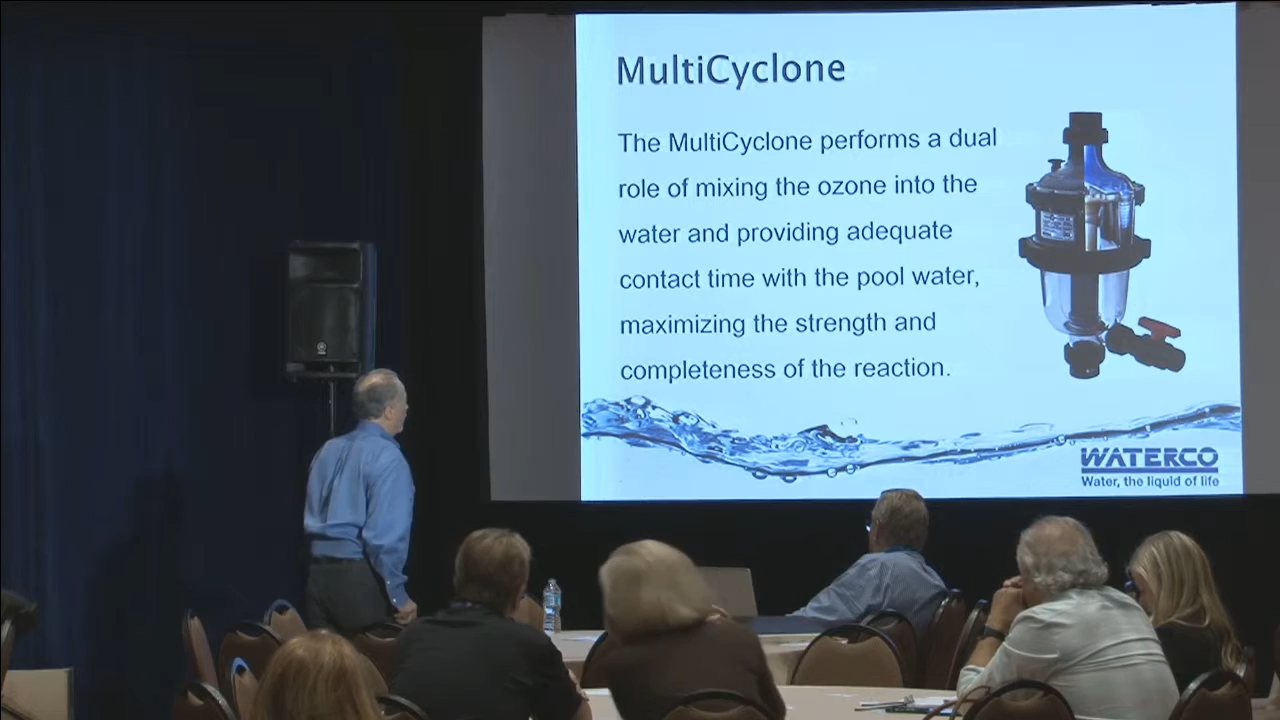 MultiCyclone
The MultiCyclone performs a dual
role of mixing the ozone into the
water and providing adequate
contact time with the pool water,
maximizing the strength and
completeness of the reaction.
WATERCO
Water, the liquid of life